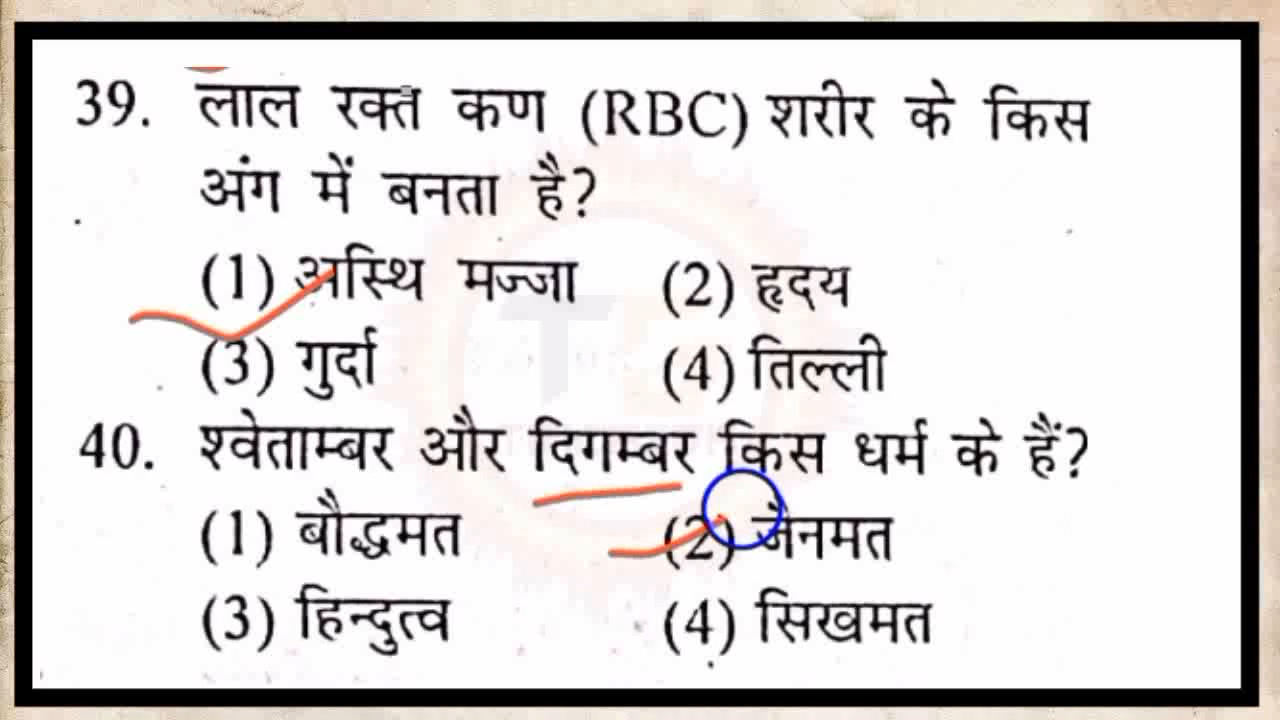 39. लाल रक्त कण (RBC) शरीर के किस
अंग में बनता है?
(1) अस्थि मज्जा (2) हृदय
(3) गुर्दा (4) तिल्ली
40. श्वेताम्बर और दिगम्बर किस धर्म के हैं?
(1) बौद्धमत (2) जैनमत
(3) हिन्दुत्व (4) सिखमत